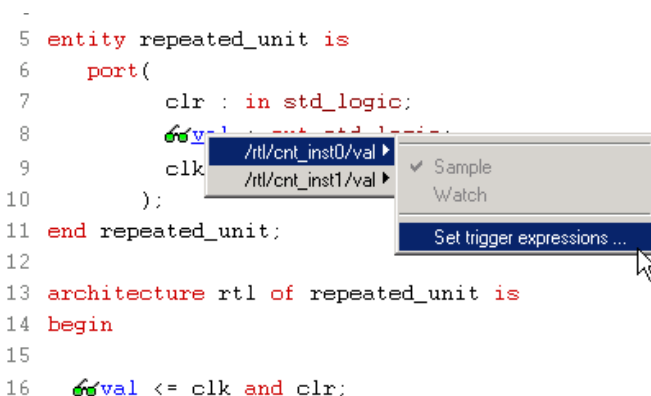 5 entity repeated_unit is
6 port(
7 clr : in std_logic;
8 val : out std_logic;
/rtl/cnt_inst0/val
9 clk
/rtl/cnt_inst1/val
Sample
Watch
10 );
11 end repeated_unit;
Set trigger expressions ...
12
13 architecture rtl of repeated_unit is
14 begin
15
16 val <= clk and clr;